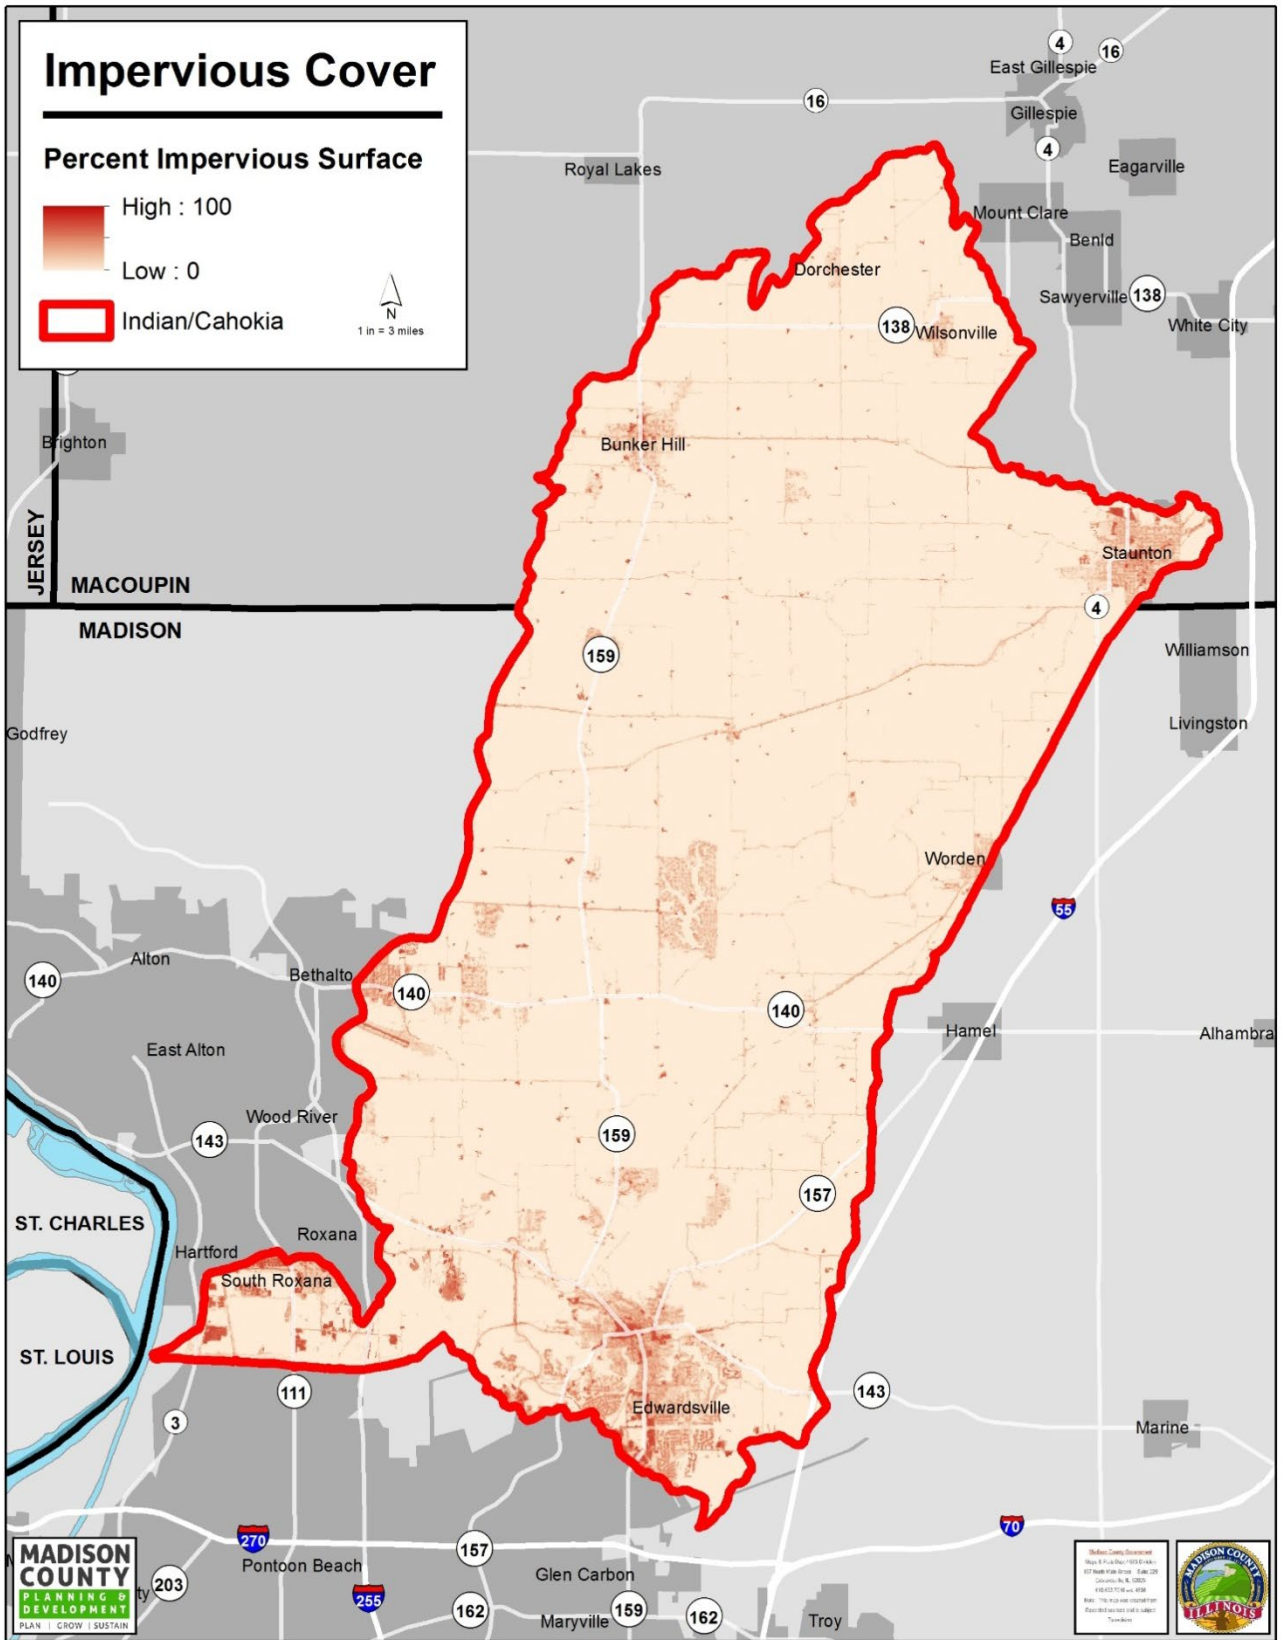 Impervious Cover
Percent Impervious Surface
High : 100
Low : 0
Indian/Cahokia
N
1 in = 3 miles
4
16
East Gillespie
16
Gillespie
4
Royal Lakes
Eagarville
Mount Clare
Benld
Dorchester
Sawyerville
138
138
Wilsonville
White City
Brighton
Bunker Hill
JERSEY
Staunton
MACOUPIN
4
MADISON
159
Williamson
Livingston
Godfrey
Worden
55
Alton
Bethalto
140
140
140
Hamel
Alhambra
East Alton
Wood River
143
159
157
ST. CHARLES
Roxana
Hartford
South Roxana
ST. LOUIS
111
143
3
Edwardsville
Marine
270
70
157
Pontoon Beach
Glen Carbon
203
255
162
Maryville
159
162
Troy
MADISON
COUNTY
PLANNING &
DEVELOPMENT
PLAN | GROW | SUSTAIN
Madison County Government
MADISON COUNTY
ILLINOIS